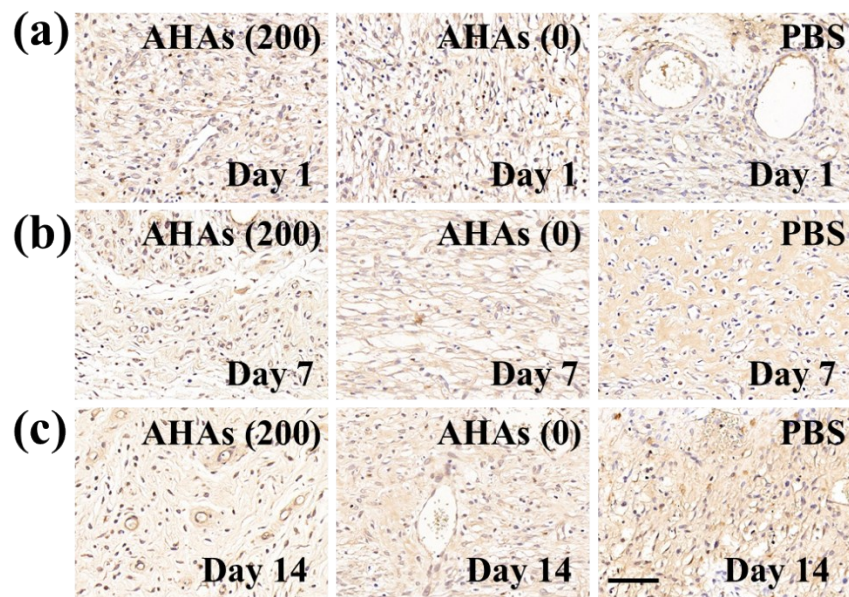 (a) AHAs (200) AHAs (0) PBS
Day 1 Day 1 Day 1
(b) AHAs (200) AHAs (0) PBS
Day 7 Day 7 Day 7
(c) AHAs (200) AHAs (0) PBS
Day 14 Day 14 Day 14